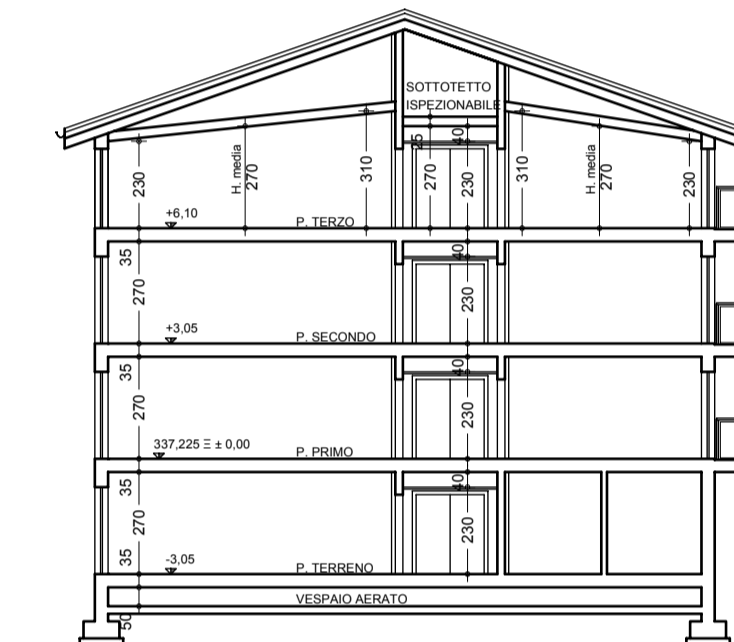 SOTTOTETTO
ISPEZIONABILE
25
40
230
H. media
270
310
270
230
310
H. media
270
230
+6,10
P. TERZO
35
40
270
230
+3,05
P. SECONDO
35
40
270
230
337,225 Ξ ± 0,00
P. PRIMO
35
40
270
230
35
-3,05
P. TERRENO
VESPAIO AERATO
50